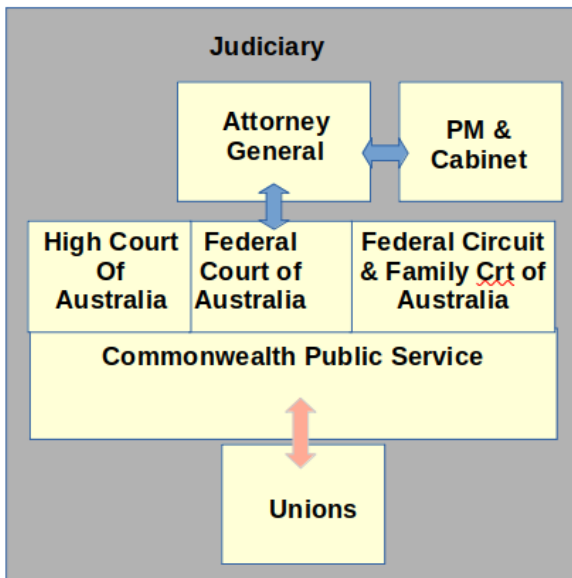 Judiciary
Attorney
General
PM &
Cabinet
High Court
Of
Australia
Federal
Court of
Australia
Federal Circuit
& Family Crt of
Australia
Commonwealth Public Service
Unions